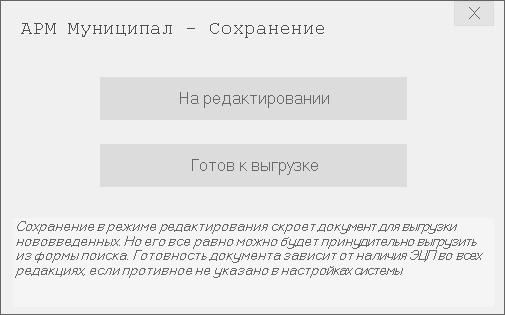 АРМ Муниципал - Сохранение
На редактировании
Готов к выгрузке
Сохранение в режиме редактирования скроет документ для выгрузки
нововведенных. Но его все равно можно будет принудительно выгрузить
из формы поиска. Готовность документа зависит от наличия ЭЦП во всех
редакциях, если противное не указано в настройках системы